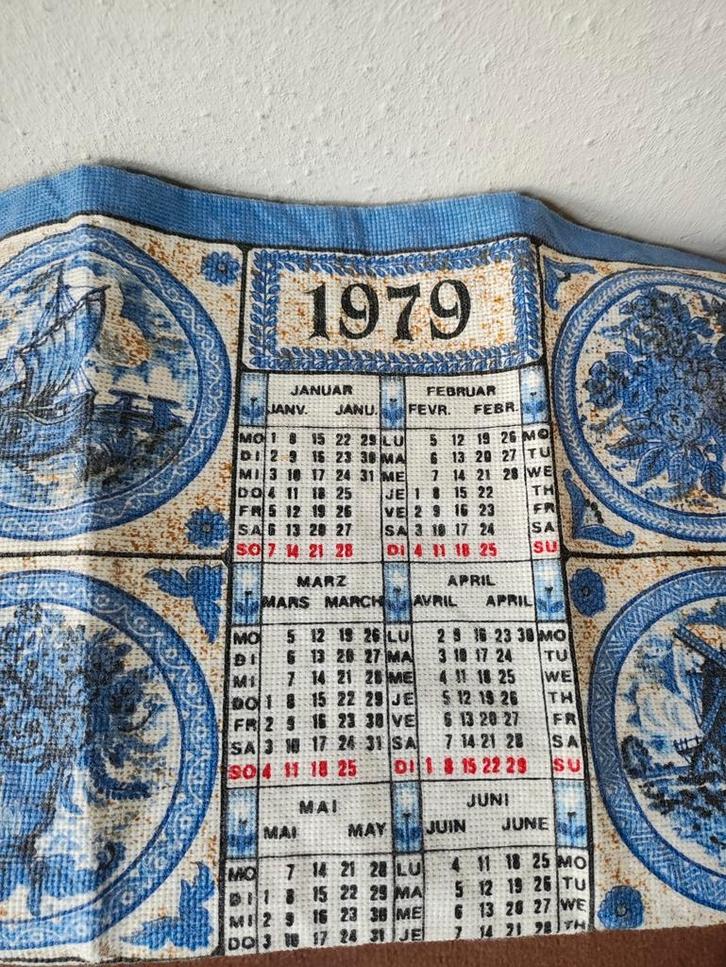 1979
JANUAR FEBRUAR
JANV. JANU. FEVR. FEBR.
MO 1 8 15 22 29 LU 5 12 19 26 MO
DI 2 9 16 23 30 MA 6 13 20 27 TU
MI 3 10 17 24 31 ME 7 14 21 28 WE
DO 4 11 18 25 JE 1 8 15 22 TH
FR 5 12 19 26 VE 2 9 16 23 FR
SA 6 13 20 27 SA 3 10 17 24 SA
SO 7 14 21 28 DI 4 11 18 25 SU
MARZ APRIL
MARS MARCH AVRIL APRIL
MO 5 12 19 26 LU 2 9 16 23 30 MO
DI 6 13 20 27 MA 3 10 17 24 TU
MI 7 14 21 28 ME 4 11 18 25 WE
DO 1 8 15 22 29 JE 5 12 19 26 TH
FR 2 9 16 23 30 VE 6 13 20 27 FR
SA 3 10 17 24 31 SA 7 14 21 28 SA
SO 4 11 18 25 DI 1 8 15 22 29 SU
MAI JUNI
MAI MAY JUIN JUNE
MO 7 14 21 28 LU 4 11 18 25 MO
DI 1 8 15 22 29 MA 5 12 19 26 TU
MI 2 9 16 23 30 ME 6 13 20 27 WE
DO 3 10 17 24 31 JE 7 14 21 28 TH